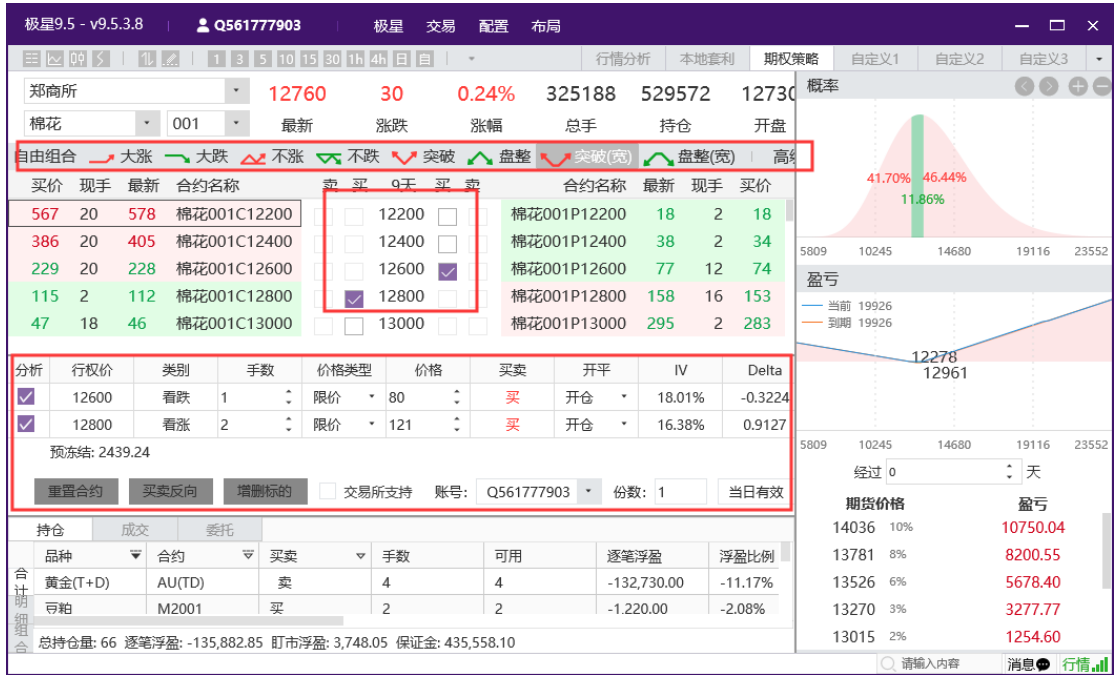 极星9.5 - v9.5.3.8 Q561777903 极星 交易 配置 布局
1 3 5 10 15 30 1h 4h 日 行情分析 本地套利 期权策略 自定义1 自定义2 自定义3
郑商所 12760 30 0.24% 325188 529572 12730
棉花 001 最新 涨跌 涨幅 总手 持仓 开盘
自由组合 大涨 大跌 不涨 不跌 突破 盘整 突破(宽) 盘整(宽)
买价 现手 最新 合约名称 卖 买 9天 买 卖 合约名称 最新 现手 买价
567 20 578 棉花001C12200 12200 棉花001P12200 18 2 18
386 20 405 棉花001C12400 12400 棉花001P12400 38 2 34
229 20 228 棉花001C12600 12600 棉花001P12600 77 12 74
115 2 112 棉花001C12800 12800 棉花001P12800 158 16 153
47 18 46 棉花001C13000 13000 棉花001P13000 295 2 283
分析 行权价 类别 手数 价格类型 价格 买卖 开平 IV Delta
12600 看跌 1 限价 80 买 开仓 18.01% -0.3224
12800 看涨 2 限价 121 买 开仓 16.38% 0.9127
预冻结: 2439.24
重置合约 买卖反向 增删标的 交易所支持 账号: Q561777903 份数: 1 当日有效
持仓 成交 委托
品种 合约 买卖 手数 可用 逐笔浮盈 浮盈比例
合计
黄金(T+D) AU(TD) 卖 4 4 -132,730.00 -11.17%
明细
豆粕 M2001 买 2 2 -1,220.00 -2.08%
组合
总持仓量: 66 逐笔浮盈: -135,882.85 盯市浮盈: 3,748.05 保证金: 435,558.10
概率
41.70% 46.44%
11.86%
5809 10245 14680 19116 23552
盈亏
当前 19926
到期 19926
12278
12961
5809 10245 14680 19116 23552
经过 0 天
期货价格 盈亏
14036 10% 10750.04
13781 8% 8200.55
13526 6% 5678.40
13270 3% 3277.77
13015 2% 1254.60
请输入内容 消息 行情